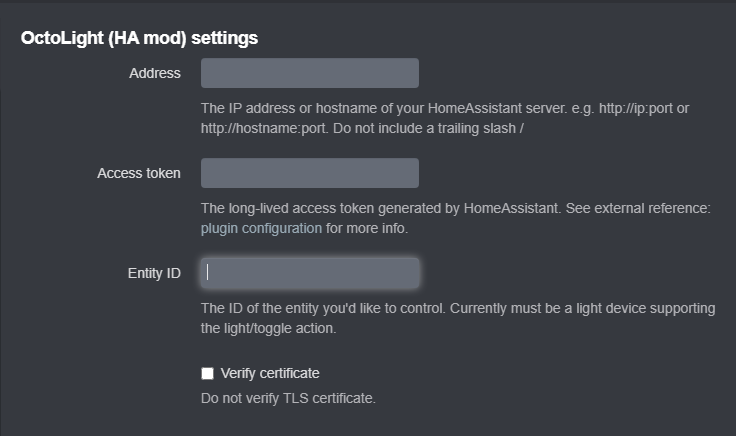 OctoLight (HA mod) settings
Address
The IP address or hostname of your HomeAssistant server. e.g. http://ip:port or
http://hostname:port. Do not include a trailing slash /
Access token
The long-lived access token generated by HomeAssistant. See external reference:
plugin configuration for more info.
Entity ID
The ID of the entity you'd like to control. Currently must be a light device supporting
the light/toggle action.
Verify certificate
Do not verify TLS certificate.